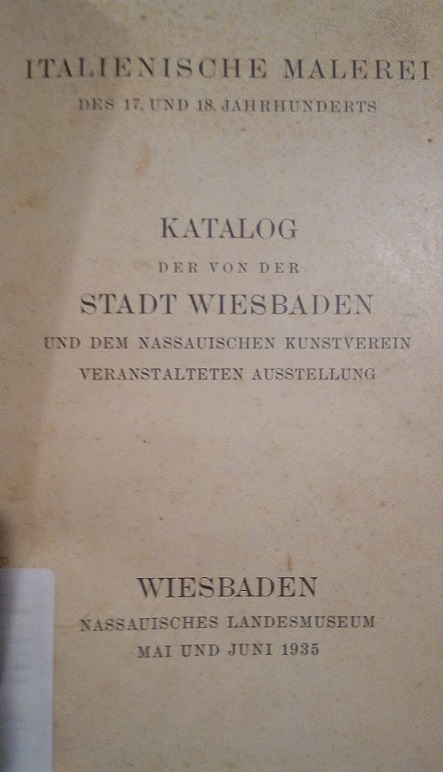 ITALIENISCHE MALEREI
DES 17. UND 18. JAHRHUNDERTS
KATALOG
DER VON DER
STADT WIESBADEN
UND DEM NASSAUISCHEN KUNSTVEREIN
VERANSTALTETEN AUSSTELLUNG
WIESBADEN
NASSAUISCHES LANDESMUSEUM
MAI UND JUNI 1935